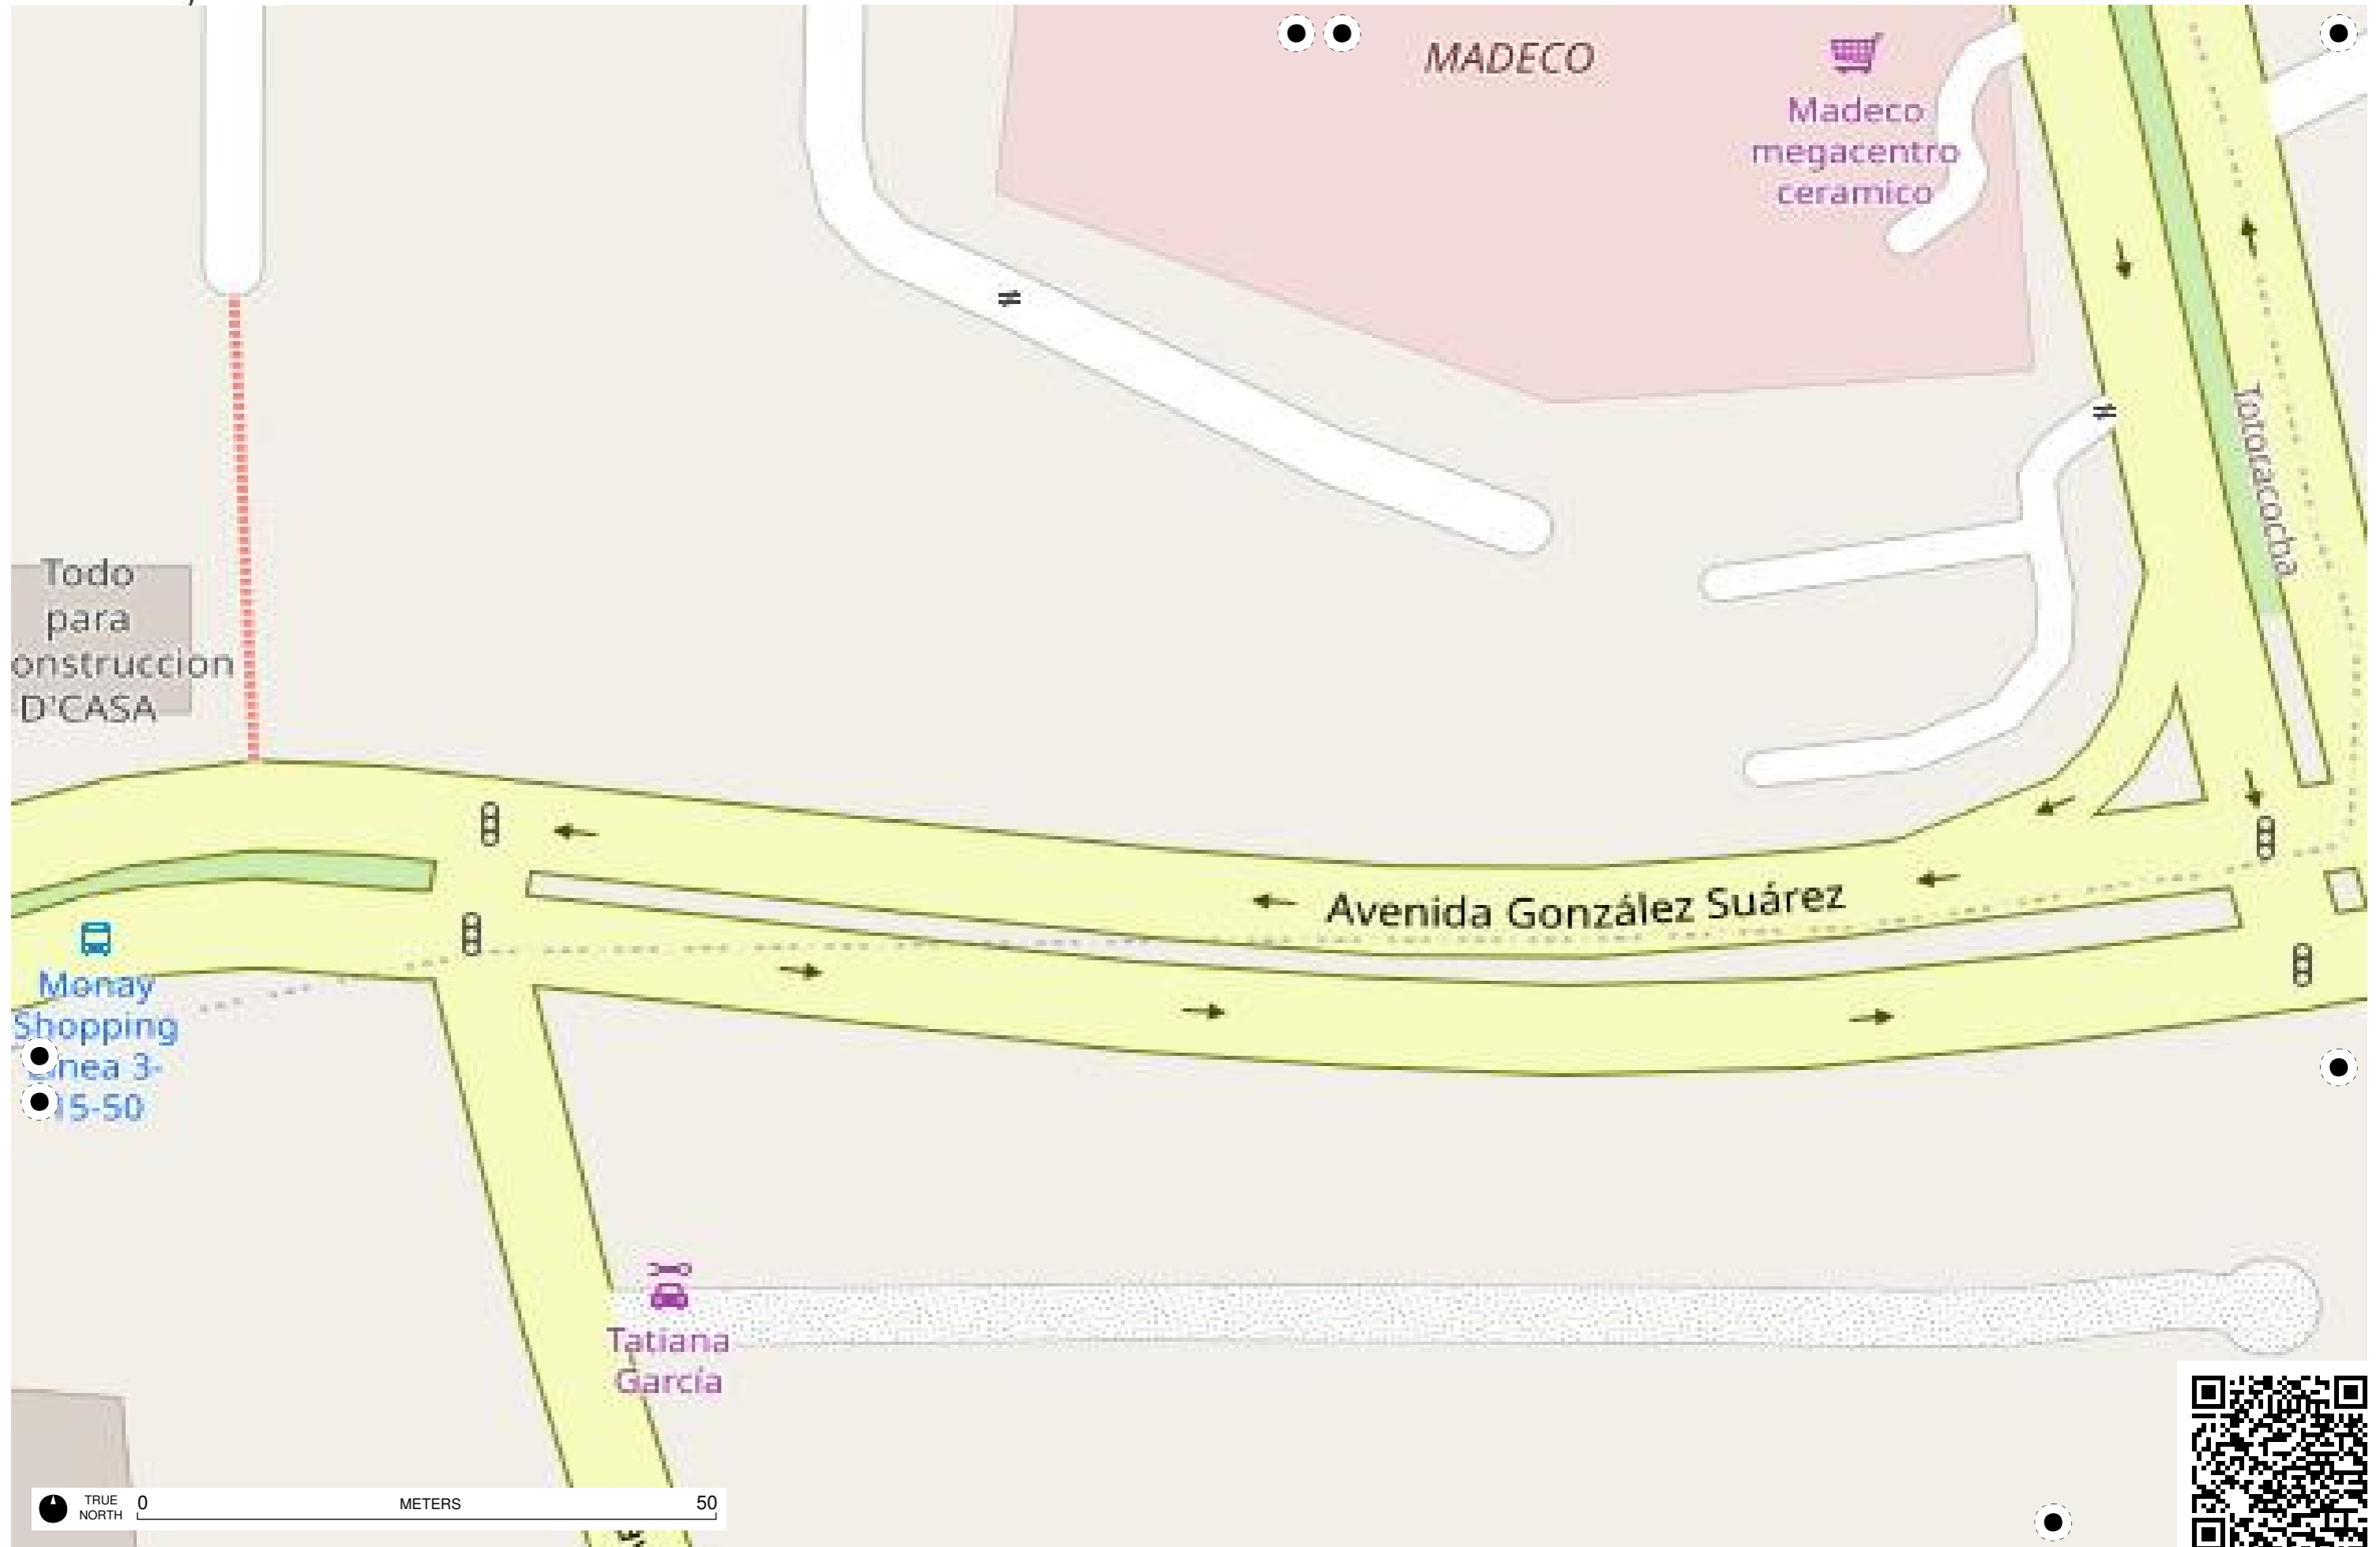 MADECO
Madeco
megacentro
ceramico
Totoracocha
Todo
para
onstruccion
D'CASA
Avenida González Suárez
Monay
Shopping
Linea 3-
15-50
Tatiana
García
TRUE
NORTH
0
METERS
50